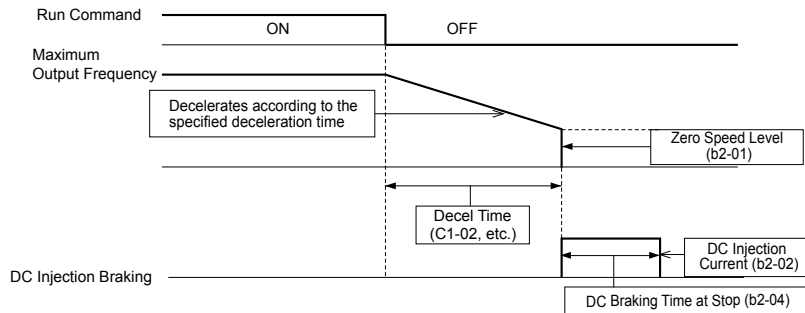 Run Command
ON
OFF
Maximum
Output Frequency
Decelerates according to the
specified deceleration time
Zero Speed Level
(b2-01)
Decel Time
(C1-02, etc.)
DC Injection
Current (b2-02)
DC Injection Braking
DC Braking Time at Stop (b2-04)